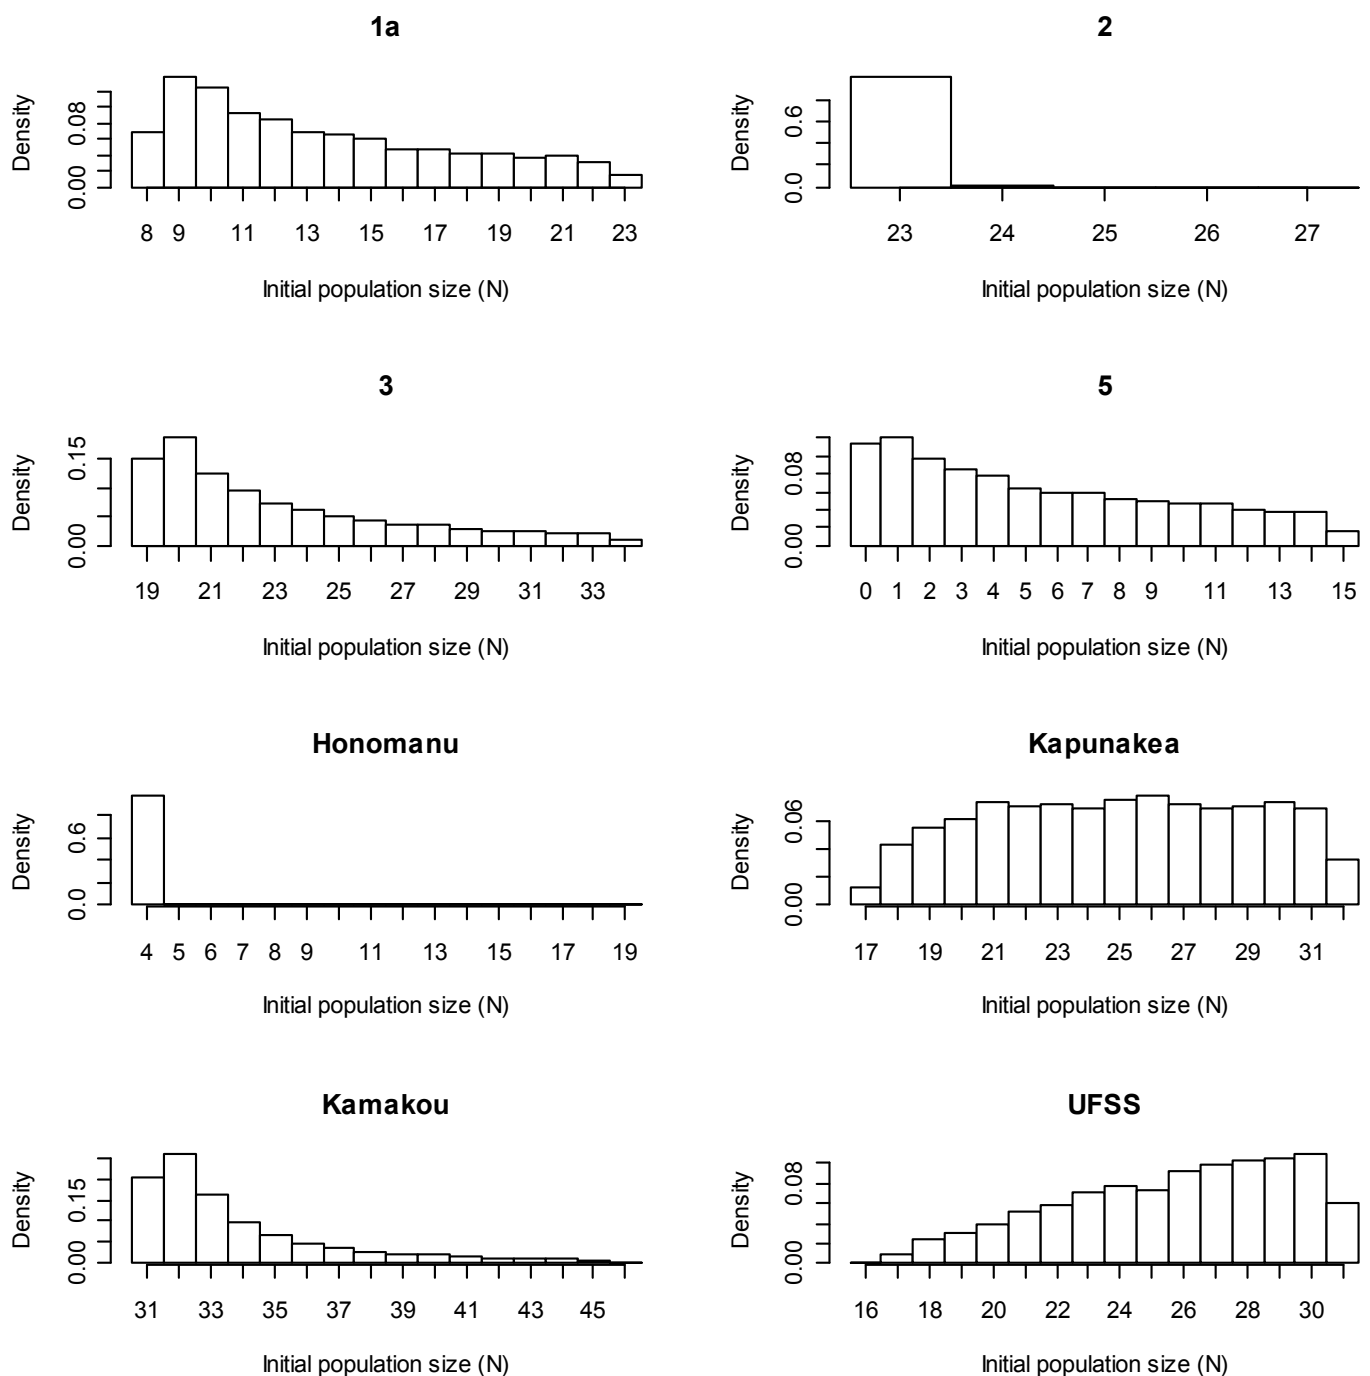 1a
Density
0.00 0.08
8 9 11 13 15 17 19 21 23
Initial population size (N)
2
Density
0.0 0.6
23 24 25 26 27
Initial population size (N)
3
Density
0.00 0.15
19 21 23 25 27 29 31 33
Initial population size (N)
5
Density
0.00 0.08
0 1 2 3 4 5 6 7 8 9 11 13 15
Initial population size (N)
Honomanu
Density
0.0 0.6
4 5 6 7 8 9 11 13 15 17 19
Initial population size (N)
Kapunakea
Density
0.00 0.06
17 19 21 23 25 27 29 31
Initial population size (N)
Kamakou
Density
0.00 0.15
31 33 35 37 39 41 43 45
Initial population size (N)
UFSS
Density
0.00 0.08
16 18 20 22 24 26 28 30
Initial population size (N)